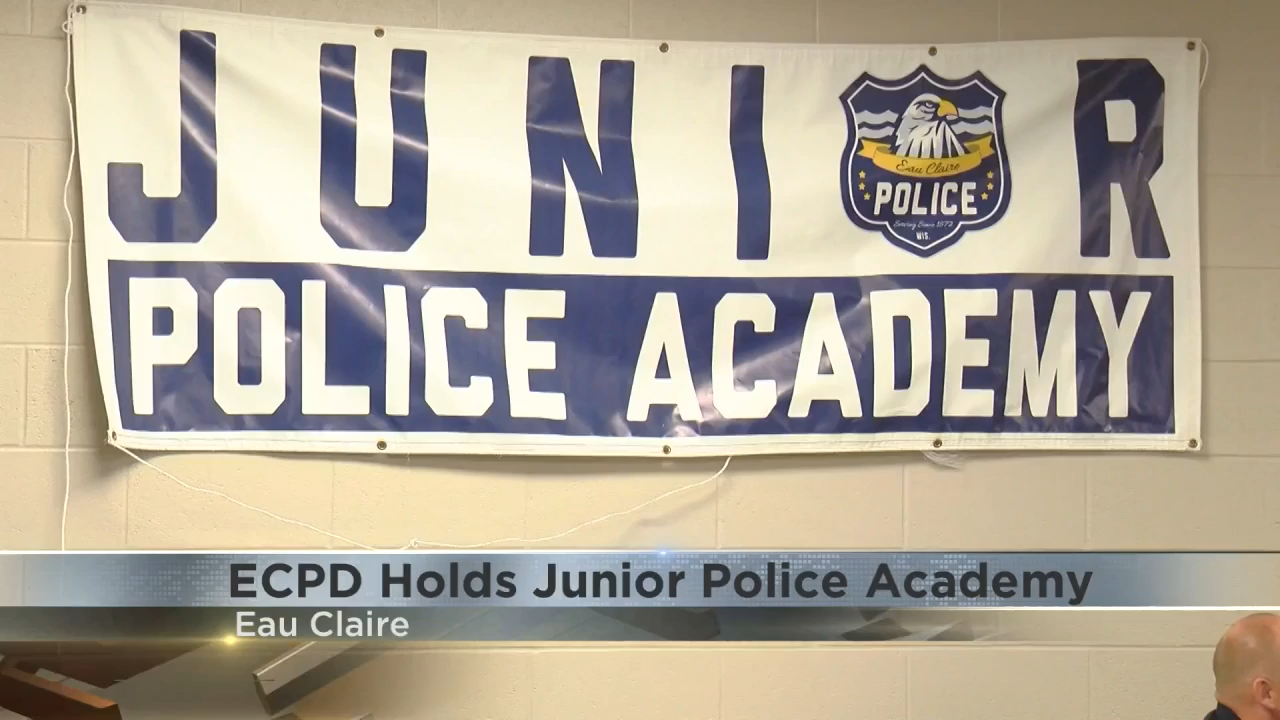 JUNI R
Eau Claire
POLICE
Serving Since 1872
WIS.
POLICE ACADEMY
ECPD Holds Junior Police Academy
Eau Claire